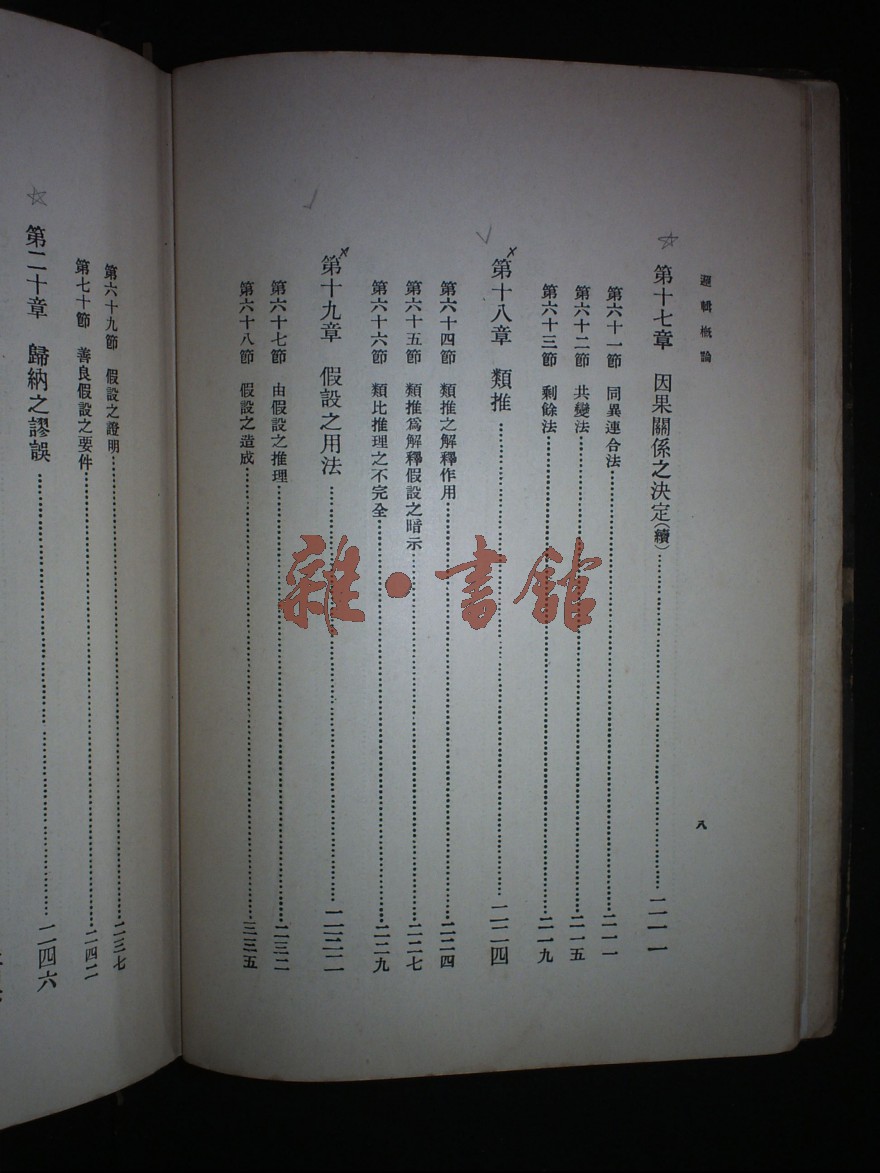 邏輯概論
八
第十七章　因果關係之決定(續)……二一一
第六十一節　同異連合法……二一一
第六十二節　共變法……二一五
第六十三節　剩餘法……二一九
第十八章　類推……二二四
第六十四節　類推之解釋作用……二二四
第六十五節　類推爲解釋假設之暗示……二二七
第六十六節　類比推理之不完全……二二九
第十九章　假設之用法……
第六十七節　由假設之推理……二三二
第六十八節　假設之造成……三三五
第六十九節　假設之證明……二三七
第七十節　善良假設之要件……二四二
第二十章　歸納之謬誤……二四六
雜·書館